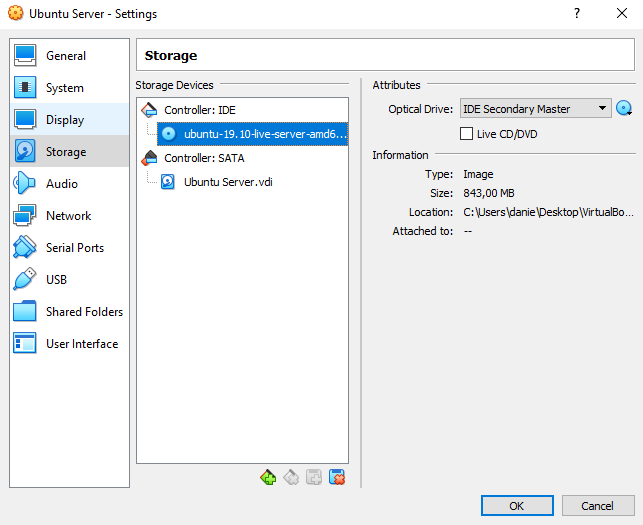 Ubuntu Server - Settings
?
General
System
Display
Storage
Audio
Network
Serial Ports
USB
Shared Folders
User Interface
Storage
Storage Devices
Controller: IDE
ubuntu-19.10-live-server-amd6...
Controller: SATA
Ubuntu Server.vdi
Attributes
Optical Drive: IDE Secondary Master
Live CD/DVD
Information
Type: Image
Size: 843,00 MB
Location: C:\Users\danie\Desktop\VirtualBo...
Attached to: --
OK Cancel